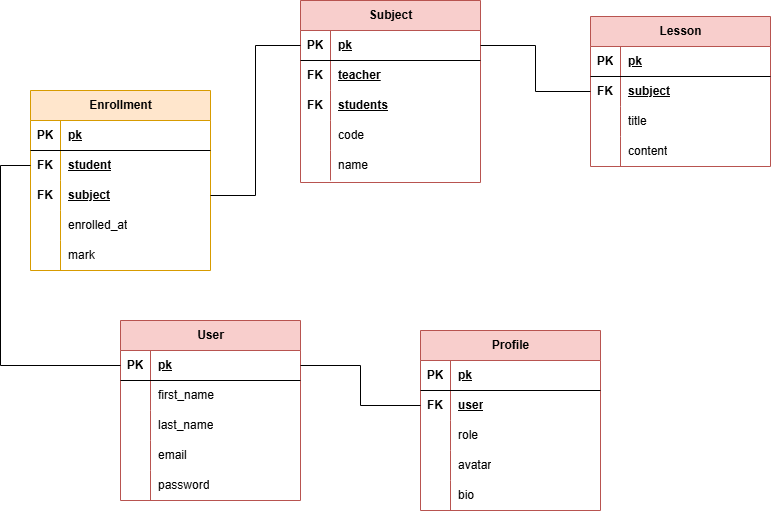 Subject
PK pk
FK teacher
FK students
code
name
Lesson
PK pk
FK subject
title
content
Enrollment
PK pk
FK student
FK subject
enrolled_at
mark
User
PK pk
first_name
last_name
email
password
Profile
PK pk
FK user
role
avatar
bio